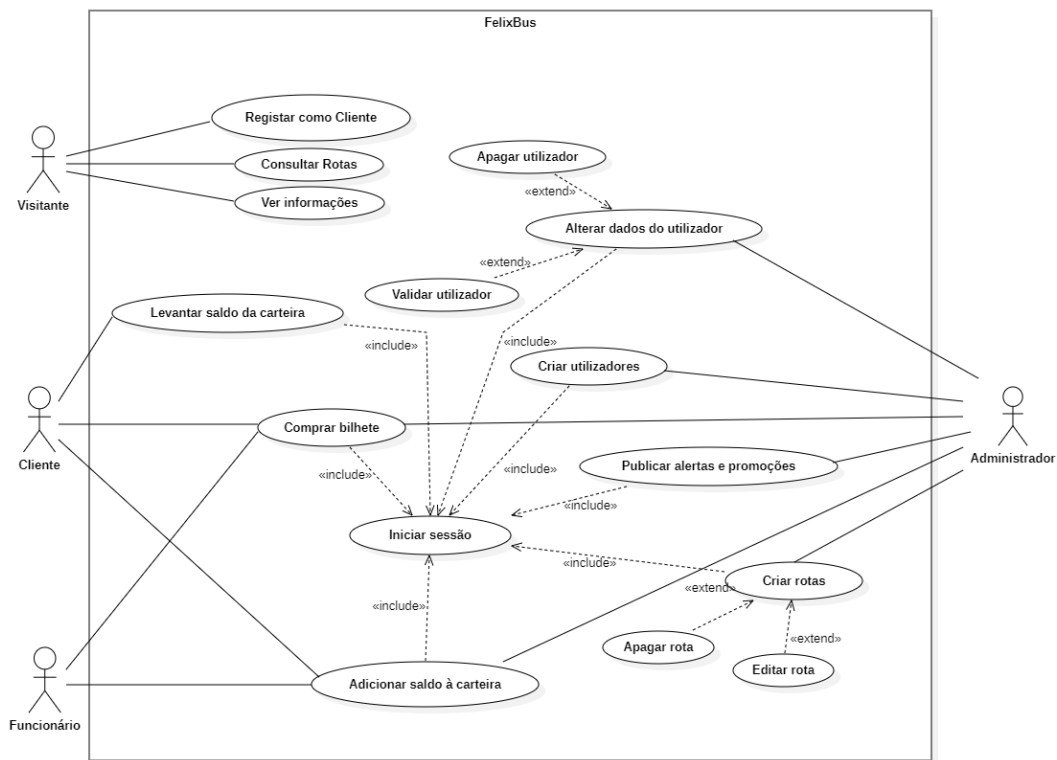 FelixBus
Registar como Cliente
Apagar utilizador
Consultar Rotas
«extend»
Visitante
Ver informações
Alterar dados do utilizador
«extend»
Validar utilizador
Levantar saldo da carteira
«include»
«include»
Criar utilizadores
Comprar bilhete
Cliente
Administrador
Publicar alertas e promoções
«include»
«include»
«include»
Iniciar sessão
«include»
Criar rotas
«extend»
«include»
«extend»
Apagar rota
Editar rota
Adicionar saldo à carteira
Funcionário